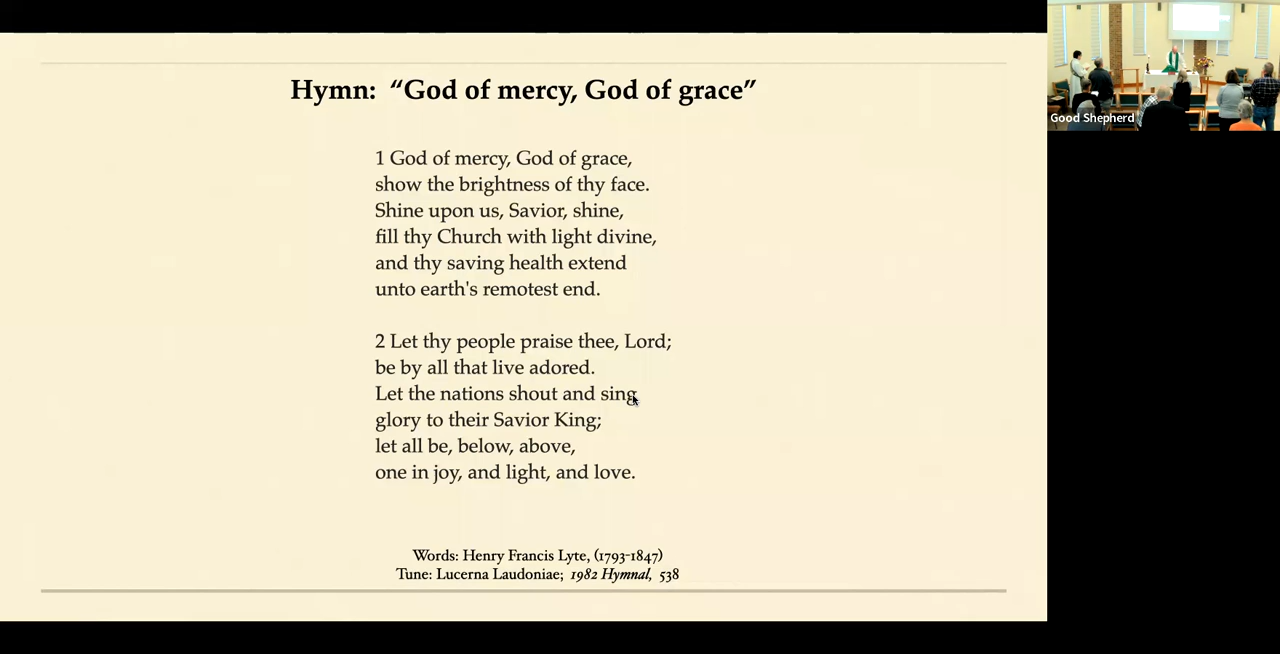 Hymn: “God of mercy, God of grace”
1 God of mercy, God of grace,
show the brightness of thy face.
Shine upon us, Savior, shine,
fill thy Church with light divine,
and thy saving health extend
unto earth's remotest end.
2 Let thy people praise thee, Lord;
be by all that live adored.
Let the nations shout and sing
glory to their Savior King;
let all be, below, above,
one in joy, and light, and love.
Words: Henry Francis Lyte, (1793-1847)
Tune: Lucerna Laudoniae; 1982 Hymnal, 538
Good Shepherd